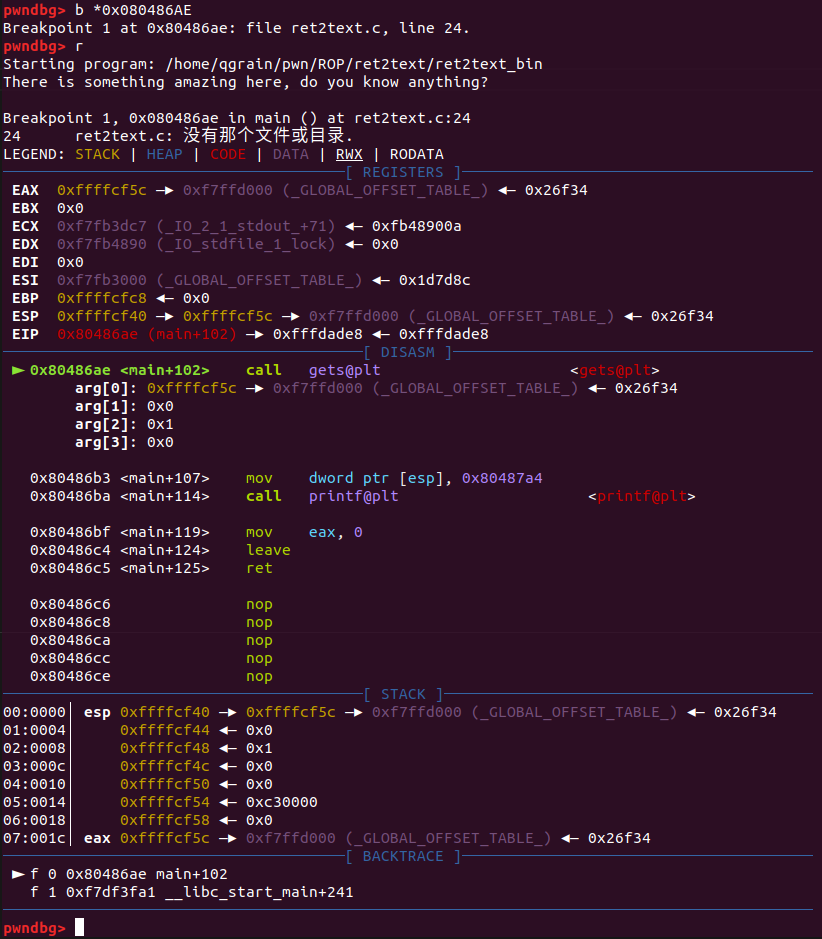 pwndbg> b *0x080486AE
Breakpoint 1 at 0x80486ae: file ret2text.c, line 24.
pwndbg> r
Starting program: /home/qgrain/pwn/ROP/ret2text/ret2text_bin
There is something amazing here, do you know anything?
Breakpoint 1, 0x080486ae in main () at ret2text.c:24
24 ret2text.c: 没有那个文件或目录.
LEGEND: STACK | HEAP | CODE | DATA | RWX | RODATA
[ REGISTERS ]
EAX 0xffffcf5c —▸ 0xf7ffd000 (_GLOBAL_OFFSET_TABLE_) ◂— 0x26f34
EBX 0x0
ECX 0xf7fb3dc7 (_IO_2_1_stdout_+71) ◂— 0xfb48900a
EDX 0xf7fb4890 (_IO_stdfile_1_lock) ◂— 0x0
EDI 0x0
ESI 0xf7fb3000 (_GLOBAL_OFFSET_TABLE_) ◂— 0x1d7d8c
EBP 0xffffcfc8 ◂— 0x0
ESP 0xffffcf40 —▸ 0xffffcf5c —▸ 0xf7ffd000 (_GLOBAL_OFFSET_TABLE_) ◂— 0x26f34
EIP 0x80486ae (main+102) —▸ 0xfffdade8 ◂— 0xfffdade8
[ DISASM ]
► 0x80486ae <main+102> call gets@plt <gets@plt>
arg[0]: 0xffffcf5c —▸ 0xf7ffd000 (_GLOBAL_OFFSET_TABLE_) ◂— 0x26f34
arg[1]: 0x0
arg[2]: 0x1
arg[3]: 0x0
0x80486b3 <main+107> mov dword ptr [esp], 0x80487a4
0x80486ba <main+114> call printf@plt <printf@plt>
0x80486bf <main+119> mov eax, 0
0x80486c4 <main+124> leave
0x80486c5 <main+125> ret
0x80486c6 nop
0x80486c8 nop
0x80486ca nop
0x80486cc nop
0x80486ce nop
[ STACK ]
00:0000│ esp 0xffffcf40 —▸ 0xffffcf5c —▸ 0xf7ffd000 (_GLOBAL_OFFSET_TABLE_) ◂— 0x26f34
01:0004│ 0xffffcf44 ◂— 0x0
02:0008│ 0xffffcf48 ◂— 0x1
03:000c│ 0xffffcf4c ◂— 0x0
04:0010│ 0xffffcf50 ◂— 0x0
05:0014│ 0xffffcf54 ◂— 0xc30000
06:0018│ 0xffffcf58 ◂— 0x0
07:001c│ eax 0xffffcf5c —▸ 0xf7ffd000 (_GLOBAL_OFFSET_TABLE_) ◂— 0x26f34
[ BACKTRACE ]
► f 0 0x80486ae main+102
f 1 0xf7df3fa1 __libc_start_main+241
pwndbg>